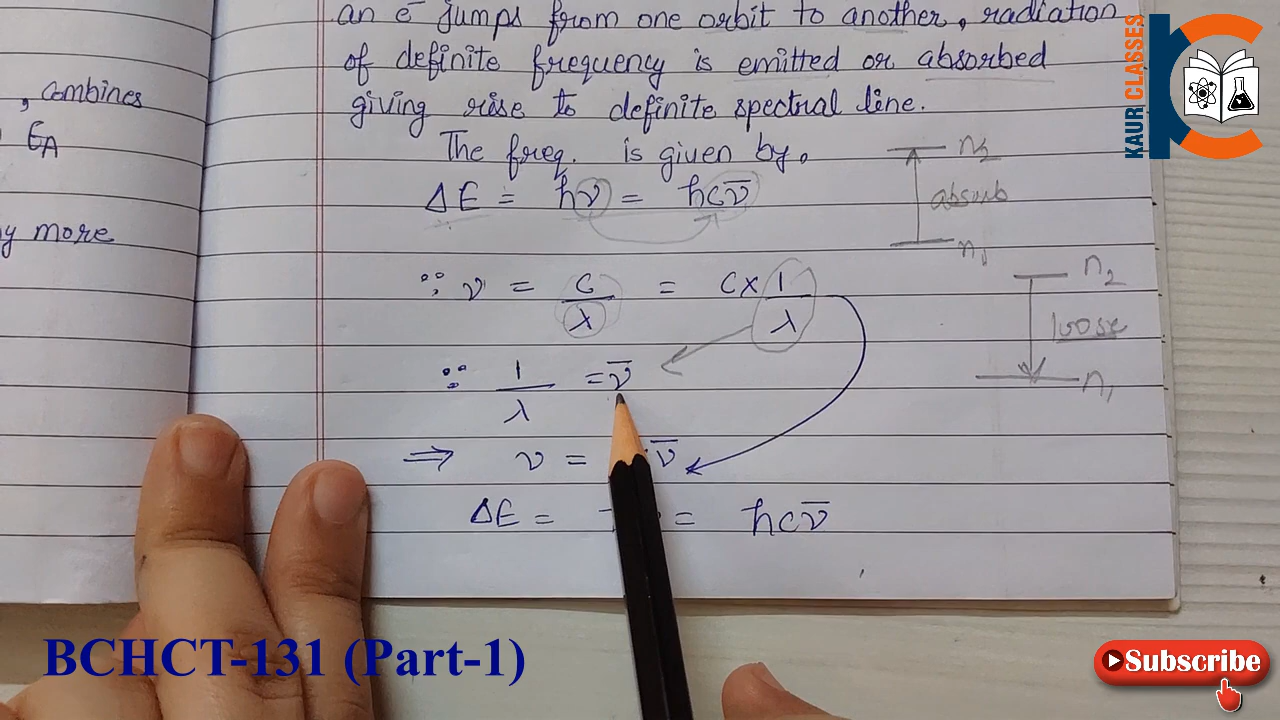 an e⁻ jumps from one orbit to another, radiation
of definite frequency is emitted or absorbed
giving rise to definite spectral line.
The freq. is given by,
ΔE = hν = hcν̅
∵ ν = c/λ = c × 1/λ
∵ 1/λ = ν̅
⇒ ν = ν̅
ΔE = = hcν̅
, combines
EA
more
n2
absorb
n1
n2
loose
n1
KAUR CLASSES
BCHCT-131 (Part-1)
Subscribe